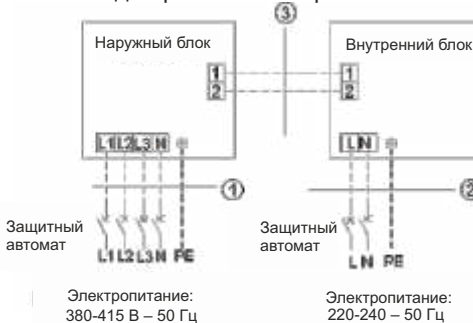 ③
Наружный блок
Внутренний блок
1 1
2 2
L1 L2 L3 N
L N
①
②
Защитный автомат
L1 L2 L3 N PE
Защитный автомат
L N PE
Электропитание:
380-415 В – 50 Гц
Электропитание:
220-240 – 50 Гц